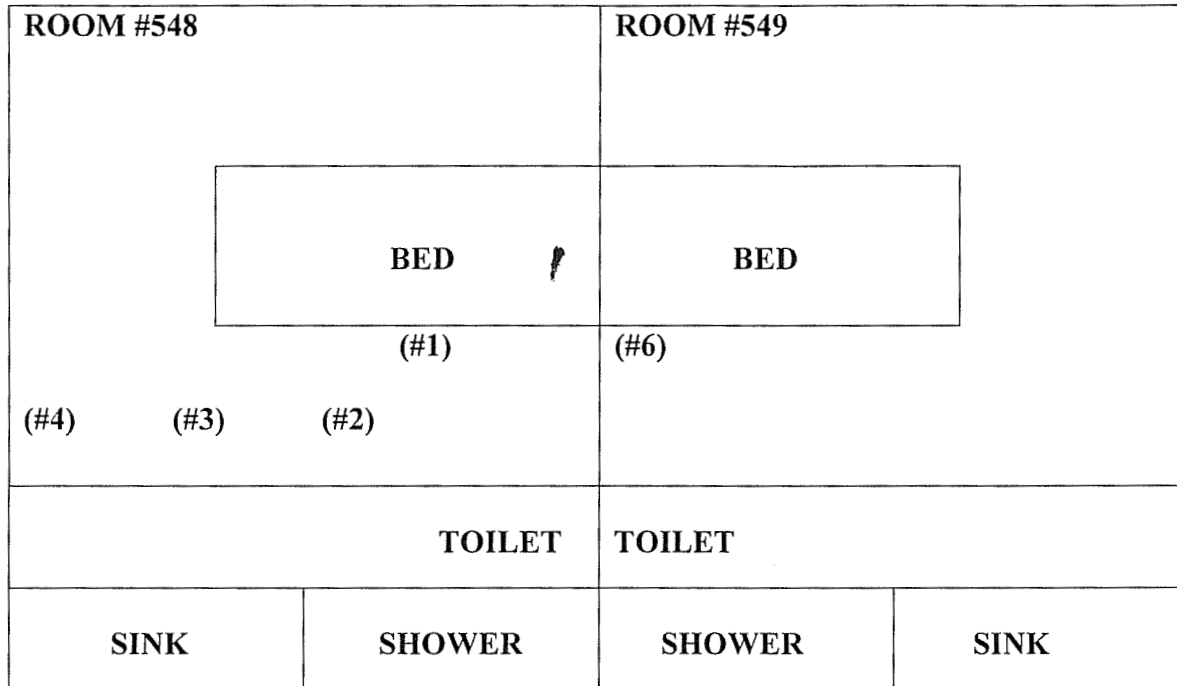 ROOM #548 ROOM #549
BED BED
(#1) (#6)
(#4) (#3) (#2)
TOILET TOILET
SINK SHOWER SHOWER SINK